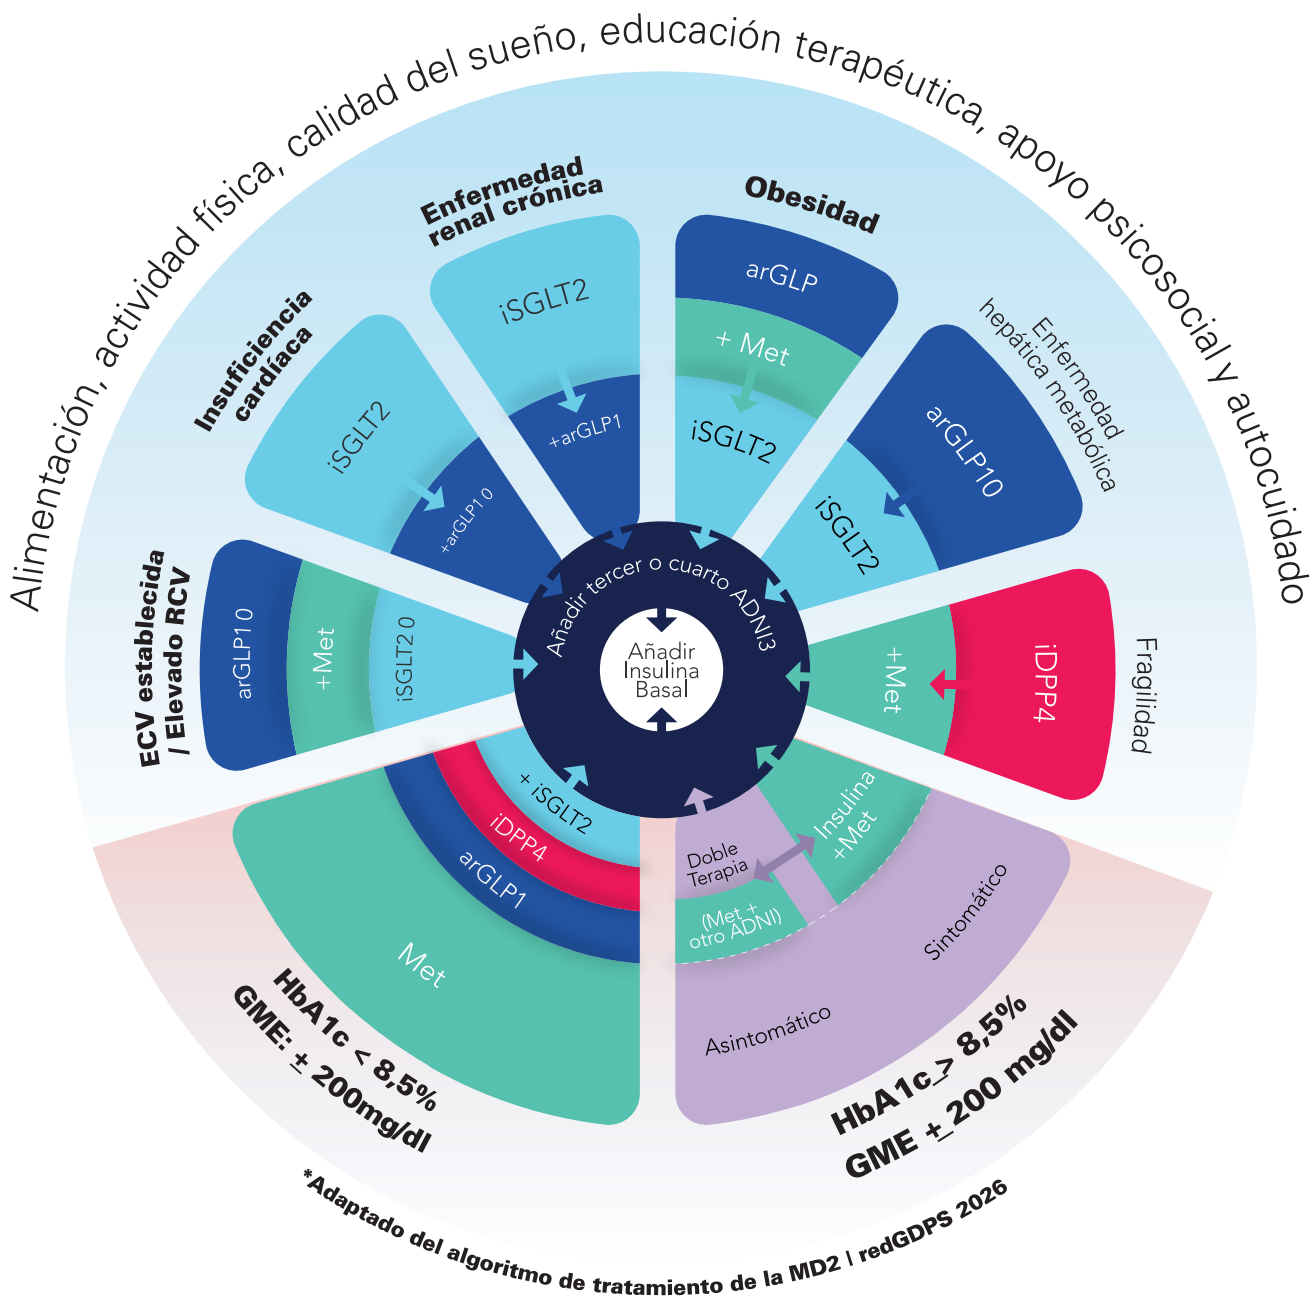 Alimentación, actividad física, calidad del sueño, educación terapéutica, apoyo psicosocial y autocuidado
ECV establecida
/ Elevado RCV
arGLP1 0
+Met
iSGLT2 0
Insuficiencia
cardíaca
iSGLT2
+arGLP1 0
Enfermedad
renal crónica
iSGLT2
+arGLP1
Obesidad
arGLP
+ Met
iSGLT2
Enfermedad
hepática metabólica
arGLP10
iSGLT2
Fragilidad
iDPP4
+Met
Añadir tercer o cuarto ADNI3
Añadir
Insulina
Basal
+ iSGLT2
iDPP4
arGLP1
Met
HbA1c < 8,5%
GME: ± 200mg/dl
Doble
Terapia
(Met +
otro ADNI)
Insulina
+Met
Asintomático
Sintomático
HbA1c ≥ 8,5%
GME ± 200 mg/dl
*Adaptado del algoritmo de tratamiento de la MD2 | redGDPS 2026